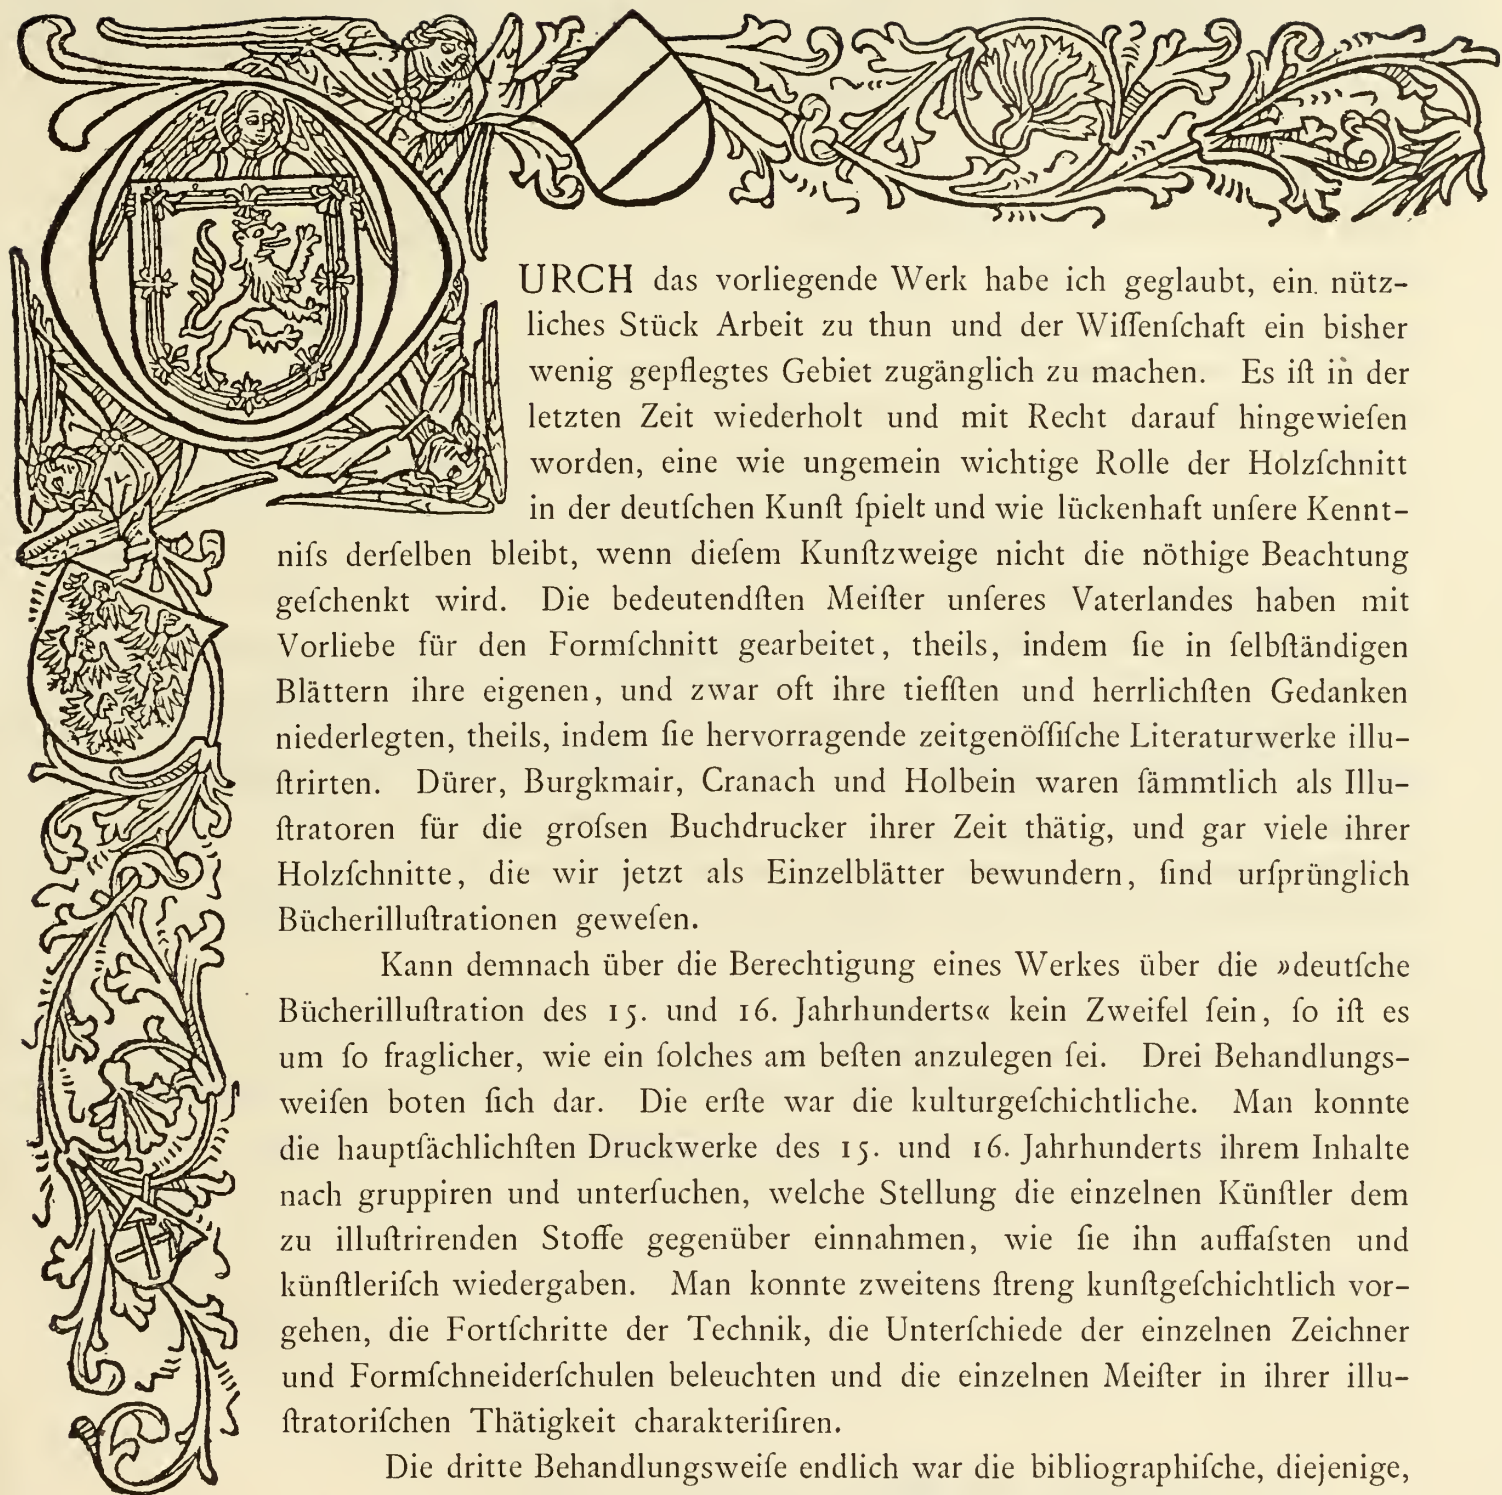 DURCH das vorliegende Werk habe ich geglaubt, ein nütz-
liches Stück Arbeit zu thun und der Wiſſenſchaft ein bisher
wenig gepflegtes Gebiet zugänglich zu machen. Es iſt in der
letzten Zeit wiederholt und mit Recht darauf hingewieſen
worden, eine wie ungemein wichtige Rolle der Holzſchnitt
in der deutſchen Kunſt ſpielt und wie lückenhaft unſere Kennt-
niſs derſelben bleibt, wenn dieſem Kunſtzweige nicht die nöthige Beachtung
geſchenkt wird. Die bedeutendſten Meiſter unſeres Vaterlandes haben mit
Vorliebe für den Formſchnitt gearbeitet, theils, indem ſie in ſelbſtändigen
Blättern ihre eigenen, und zwar oft ihre tiefſten und herrlichſten Gedanken
niederlegten, theils, indem ſie hervorragende zeitgenöſſiſche Literaturwerke illu-
ſtrirten. Dürer, Burgkmair, Cranach und Holbein waren ſämmtlich als Illu-
ſtratoren für die groſsen Buchdrucker ihrer Zeit thätig, und gar viele ihrer
Holzſchnitte, die wir jetzt als Einzelblätter bewundern, ſind urſprünglich
Bücherilluſtrationen geweſen.
Kann demnach über die Berechtigung eines Werkes über die »deutſche
Bücherilluſtration des 15. und 16. Jahrhunderts« kein Zweifel ſein, ſo iſt es
um ſo fraglicher, wie ein ſolches am beſten anzulegen ſei. Drei Behandlungs-
weiſen boten ſich dar. Die erſte war die kulturgeſchichtliche. Man konnte
die hauptſächlichſten Druckwerke des 15. und 16. Jahrhunderts ihrem Inhalte
nach gruppiren und unterſuchen, welche Stellung die einzelnen Künſtler dem
zu illuſtrirenden Stoffe gegenüber einnahmen, wie ſie ihn auffaſsten und
künſtleriſch wiedergaben. Man konnte zweitens ſtreng kunſtgeſchichtlich vor-
gehen, die Fortſchritte der Technik, die Unterſchiede der einzelnen Zeichner
und Formſchneiderſchulen beleuchten und die einzelnen Meiſter in ihrer illu-
ſtratoriſchen Thätigkeit charakteriſiren.
Die dritte Behandlungsweiſe endlich war die bibliographiſche, diejenige,